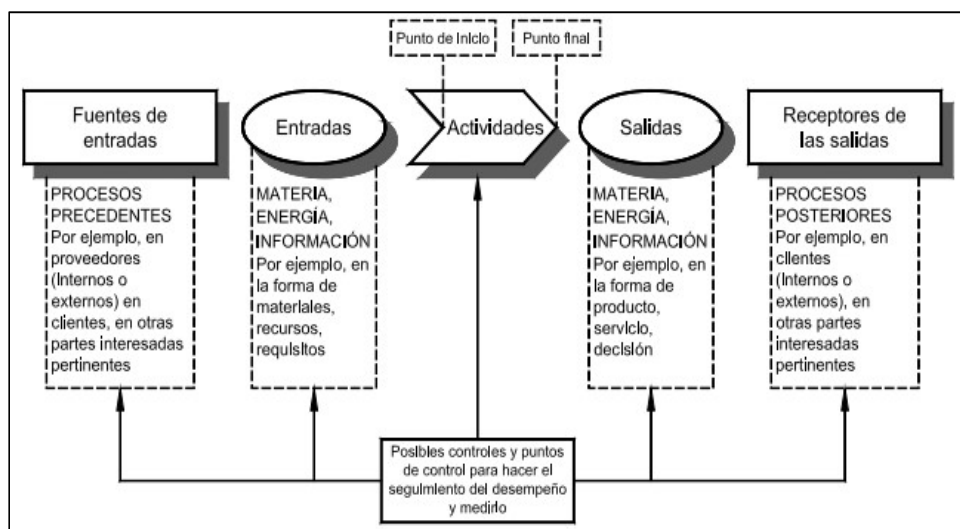 Punto de inicio
Punto final
Fuentes de
entradas
Entradas
Actividades
Salidas
Receptores de
las salidas
PROCESOS
PRECEDENTES
Por ejemplo, en
proveedores
(internos o
externos) en
clientes, en otras
partes interesadas
pertinentes
MATERIA,
ENERGÍA,
INFORMACIÓN
Por ejemplo, en
la forma de
materiales,
recursos,
requisitos
MATERIA,
ENERGÍA,
INFORMACIÓN
Por ejemplo, en
la forma de
producto,
servicio,
decisión
PROCESOS
POSTERIORES
Por ejemplo, en
clientes
(internos o
externos), en
otras partes
interesadas
pertinentes
Posibles controles y puntos
de control para hacer el
seguimiento del desempeño
y medirlo